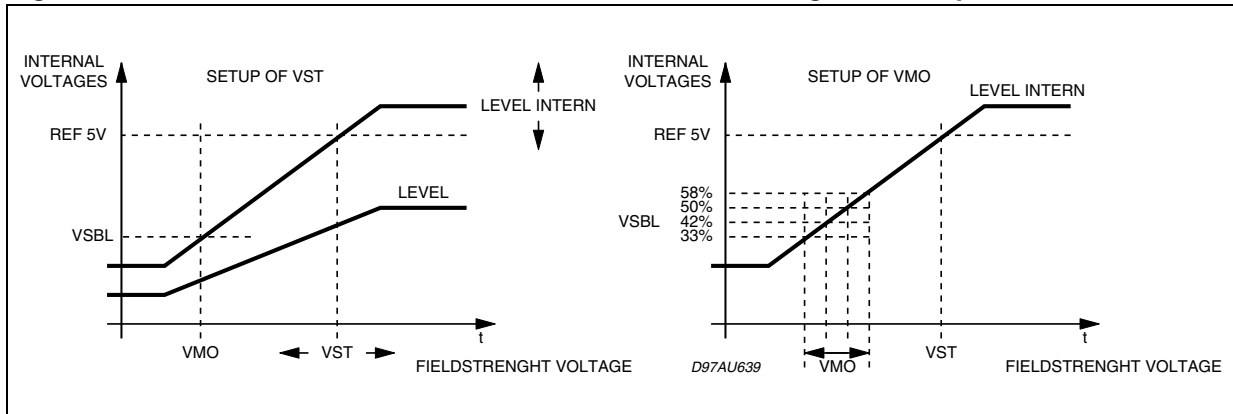 INTERNAL
VOLTAGES
SETUP OF VST
LEVEL INTERN
REF 5V
LEVEL
VSBL
t
VMO
VST
FIELDSTRENGHT VOLTAGE
INTERNAL
VOLTAGES
SETUP OF VMO
LEVEL INTERN
REF 5V
58%
50%
VSBL
42%
33%
t
D97AU639
VMO
VST
FIELDSTRENGHT VOLTAGE